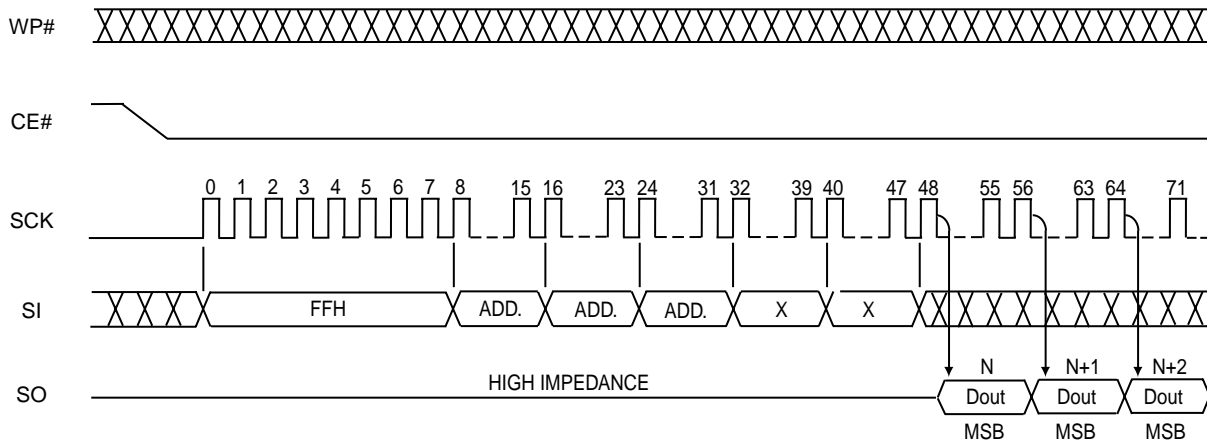 WP#
CE#
0 1 2 3 4 5 6 7 8 15 16 23 24 31 32 39 40 47 48 55 56 63 64 71
SCK
SI FFH ADD. ADD. ADD. X X
N N+1 N+2
SO HIGH IMPEDANCE Dout Dout Dout
MSB MSB MSB